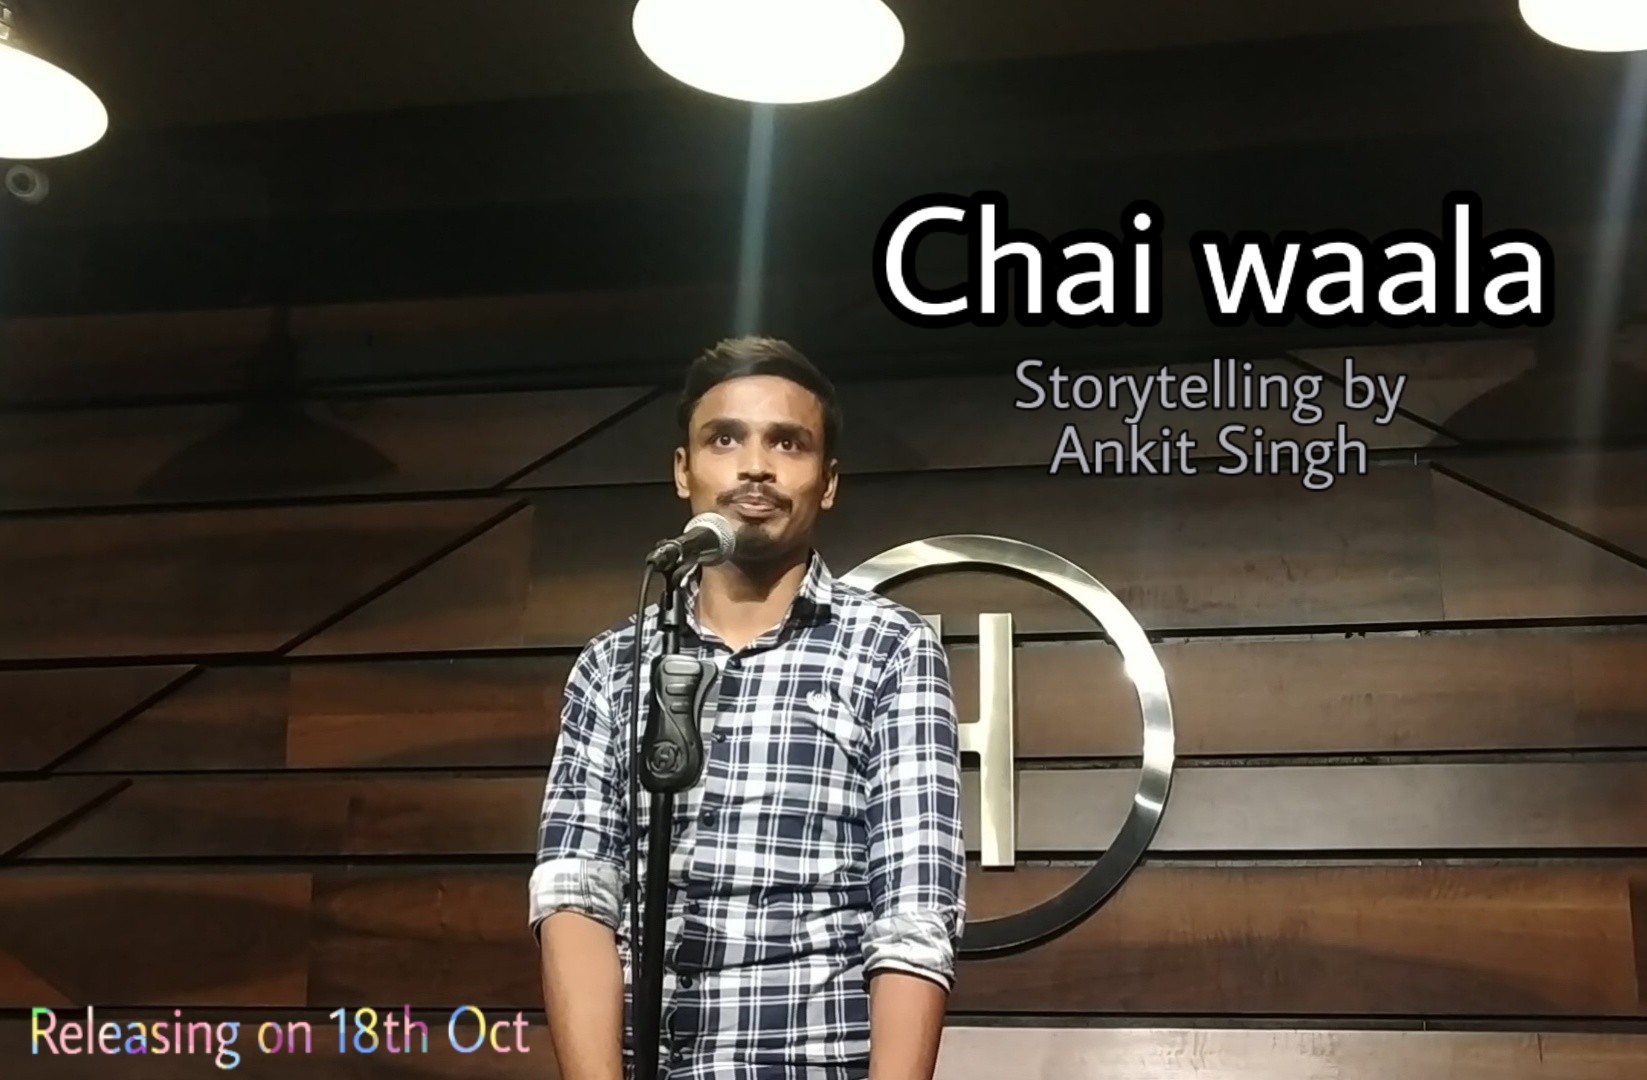 Chai waala
Storytelling by
Ankit Singh
H
Releasing on 18th Oct